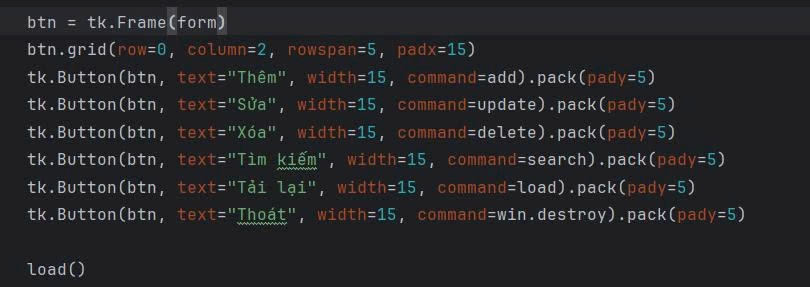 btn = tk.Frame(form)
btn.grid(row=0, column=2, rowspan=5, padx=15)
tk.Button(btn, text="Thêm", width=15, command=add).pack(pady=5)
tk.Button(btn, text="Sửa", width=15, command=update).pack(pady=5)
tk.Button(btn, text="Xóa", width=15, command=delete).pack(pady=5)
tk.Button(btn, text="Tìm kiếm", width=15, command=search).pack(pady=5)
tk.Button(btn, text="Tải lại", width=15, command=load).pack(pady=5)
tk.Button(btn, text="Thoát", width=15, command=win.destroy).pack(pady=5)
load()